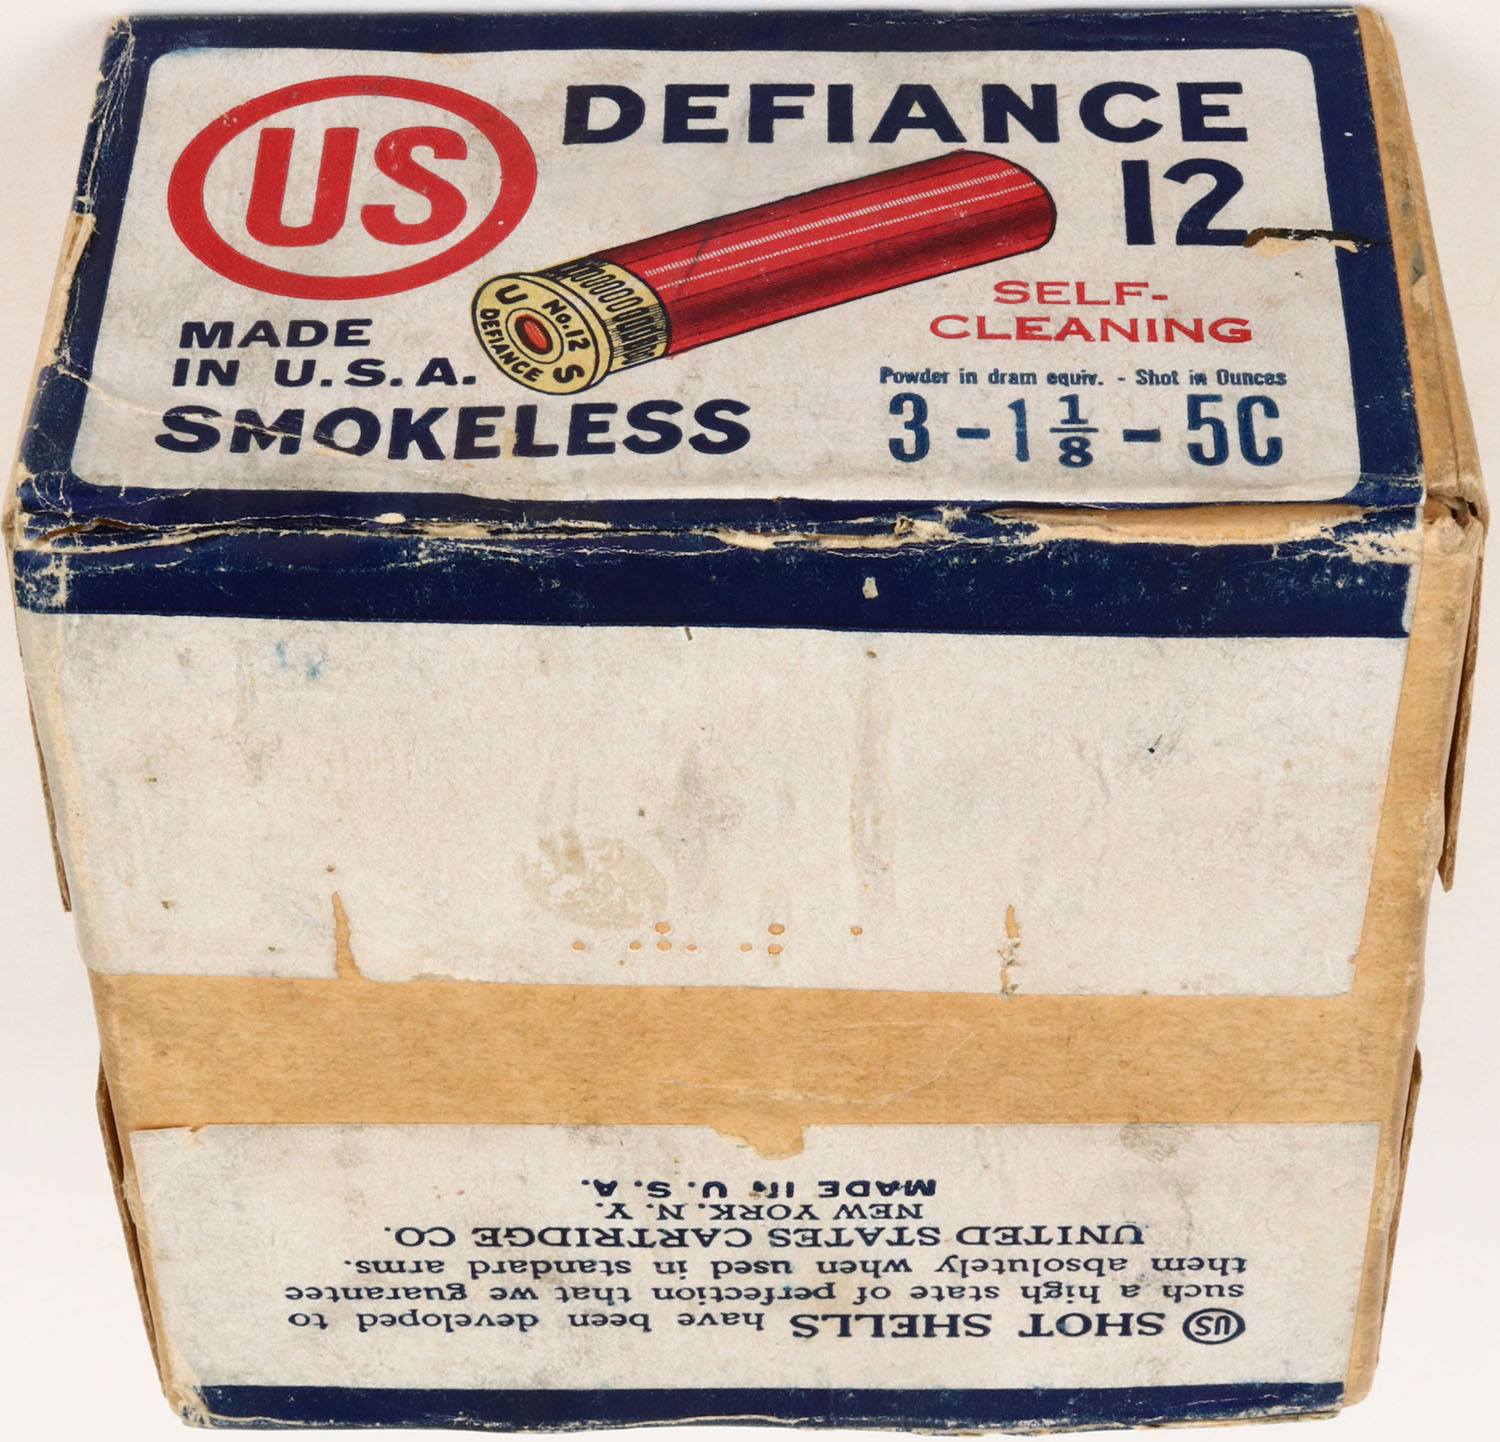 US
DEFIANCE
12
U
No. 12
DEFIANCE
S
SELF-
CLEANING
MADE
IN U.S.A.
SMOKELESS
Powder in dram equiv. - Shot in Ounces
3 - 1 1/8 - 5C
US SHOT SHELLS have been developed to
such a high state of perfection that we guarantee
them absolutely when used in standard arms.
UNITED STATES CARTRIDGE CO.
NEW YORK, N. Y.
MADE IN U.S.A.